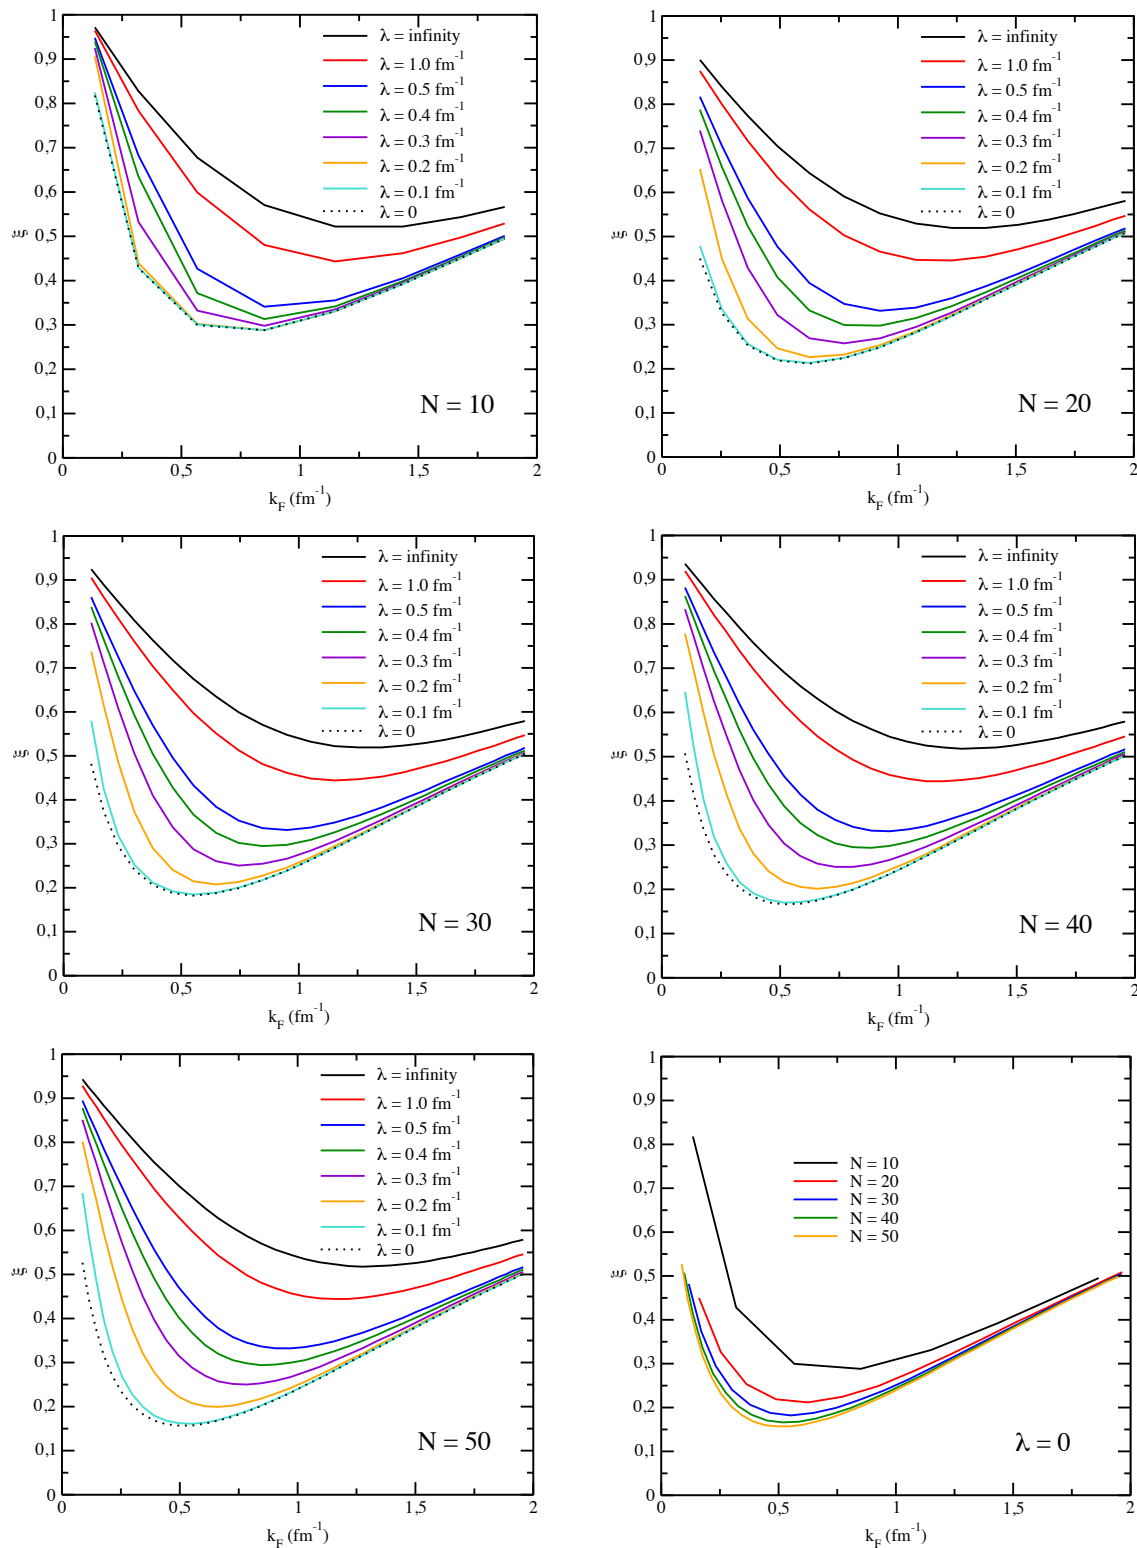 1
0,9
0,8
0,7
0,6
0,5
0,4
0,3
0,2
0,1
0
ξ
0 0,5 1 1,5 2
k_F (fm^-1)
λ = infinity
λ = 1.0 fm^-1
λ = 0.5 fm^-1
λ = 0.4 fm^-1
λ = 0.3 fm^-1
λ = 0.2 fm^-1
λ = 0.1 fm^-1
λ = 0
N = 10
1
0,9
0,8
0,7
0,6
0,5
0,4
0,3
0,2
0,1
0
ξ
0 0,5 1 1,5 2
k_F (fm^-1)
λ = infinity
λ = 1.0 fm^-1
λ = 0.5 fm^-1
λ = 0.4 fm^-1
λ = 0.3 fm^-1
λ = 0.2 fm^-1
λ = 0.1 fm^-1
λ = 0
N = 20
1
0,9
0,8
0,7
0,6
0,5
0,4
0,3
0,2
0,1
0
ξ
0 0,5 1 1,5 2
k_F (fm^-1)
λ = infinity
λ = 1.0 fm^-1
λ = 0.5 fm^-1
λ = 0.4 fm^-1
λ = 0.3 fm^-1
λ = 0.2 fm^-1
λ = 0.1 fm^-1
λ = 0
N = 30
1
0,9
0,8
0,7
0,6
0,5
0,4
0,3
0,2
0,1
0
ξ
0 0,5 1 1,5 2
k_F (fm^-1)
λ = infinity
λ = 1.0 fm^-1
λ = 0.5 fm^-1
λ = 0.4 fm^-1
λ = 0.3 fm^-1
λ = 0.2 fm^-1
λ = 0.1 fm^-1
λ = 0
N = 40
1
0,9
0,8
0,7
0,6
0,5
0,4
0,3
0,2
0,1
0
ξ
0 0,5 1 1,5 2
k_F (fm^-1)
λ = infinity
λ = 1.0 fm^-1
λ = 0.5 fm^-1
λ = 0.4 fm^-1
λ = 0.3 fm^-1
λ = 0.2 fm^-1
λ = 0.1 fm^-1
λ = 0
N = 50
1
0,9
0,8
0,7
0,6
0,5
0,4
0,3
0,2
0,1
0
ξ
0 0,5 1 1,5 2
k_F (fm^-1)
N = 10
N = 20
N = 30
N = 40
N = 50
λ = 0